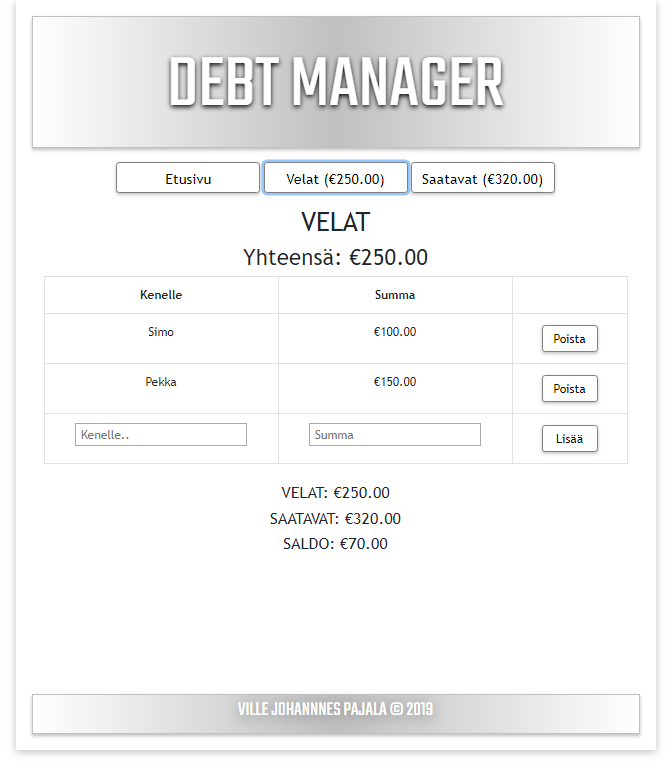 DEBT MANAGER
Etusivu Velat (€250.00) Saatavat (€320.00)
VELAT
Yhteensä: €250.00
Kenelle Summa
Simo €100.00 Poista
Pekka €150.00 Poista
Kenelle.. Summa Lisää
VELAT: €250.00
SAATAVAT: €320.00
SALDO: €70.00
VILLE JOHANNNES PAJALA © 2019